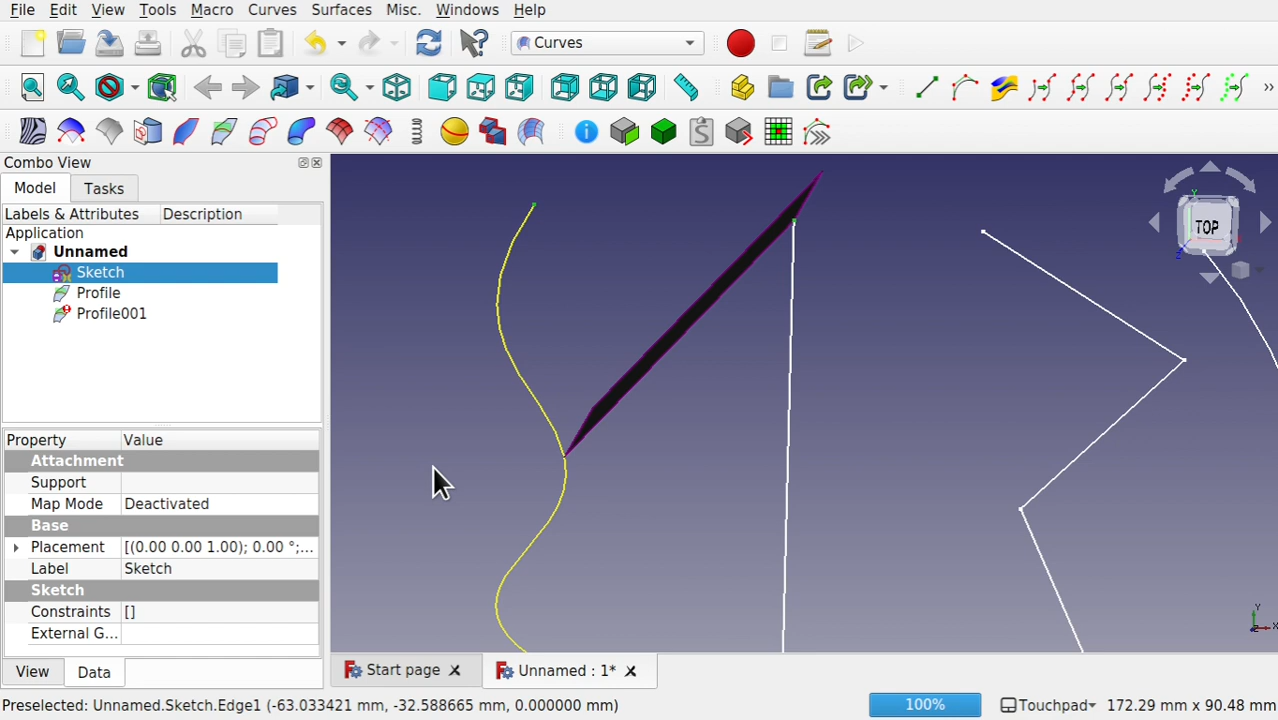 File Edit View Tools Macro Curves Surfaces Misc. Windows Help
Curves
Combo View
Model Tasks
Labels & Attributes Description
Application
Unnamed
Sketch
Profile
Profile001
TOP
Property Value
Attachment
Support
Map Mode Deactivated
Base
Placement [(0.00 0.00 1.00); 0.00 °;...
Label Sketch
Sketch
Constraints []
External G...
View Data
Start page Unnamed : 1*
Preselected: Unnamed.Sketch.Edge1 (-63.033421 mm, -32.588665 mm, 0.000000 mm) 100% Touchpad 172.29 mm x 90.48 mm